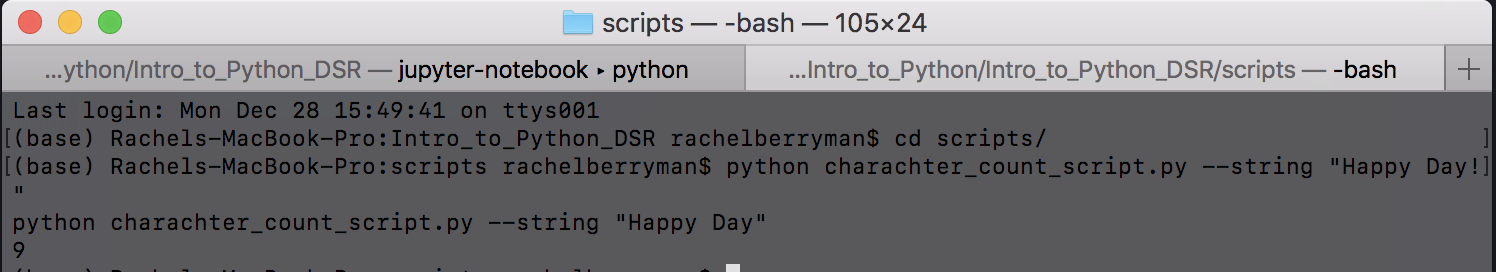 scripts — -bash — 105×24
...ython/Intro_to_Python_DSR — jupyter-notebook ▸ python
...Intro_to_Python/Intro_to_Python_DSR/scripts — -bash
Last login: Mon Dec 28 15:49:41 on ttys001
[(base) Rachels-MacBook-Pro:Intro_to_Python_DSR rachelberryman$ cd scripts/ ]
[(base) Rachels-MacBook-Pro:scripts rachelberryman$ python charachter_count_script.py --string "Happy Day!]
"
python charachter_count_script.py --string "Happy Day"
9